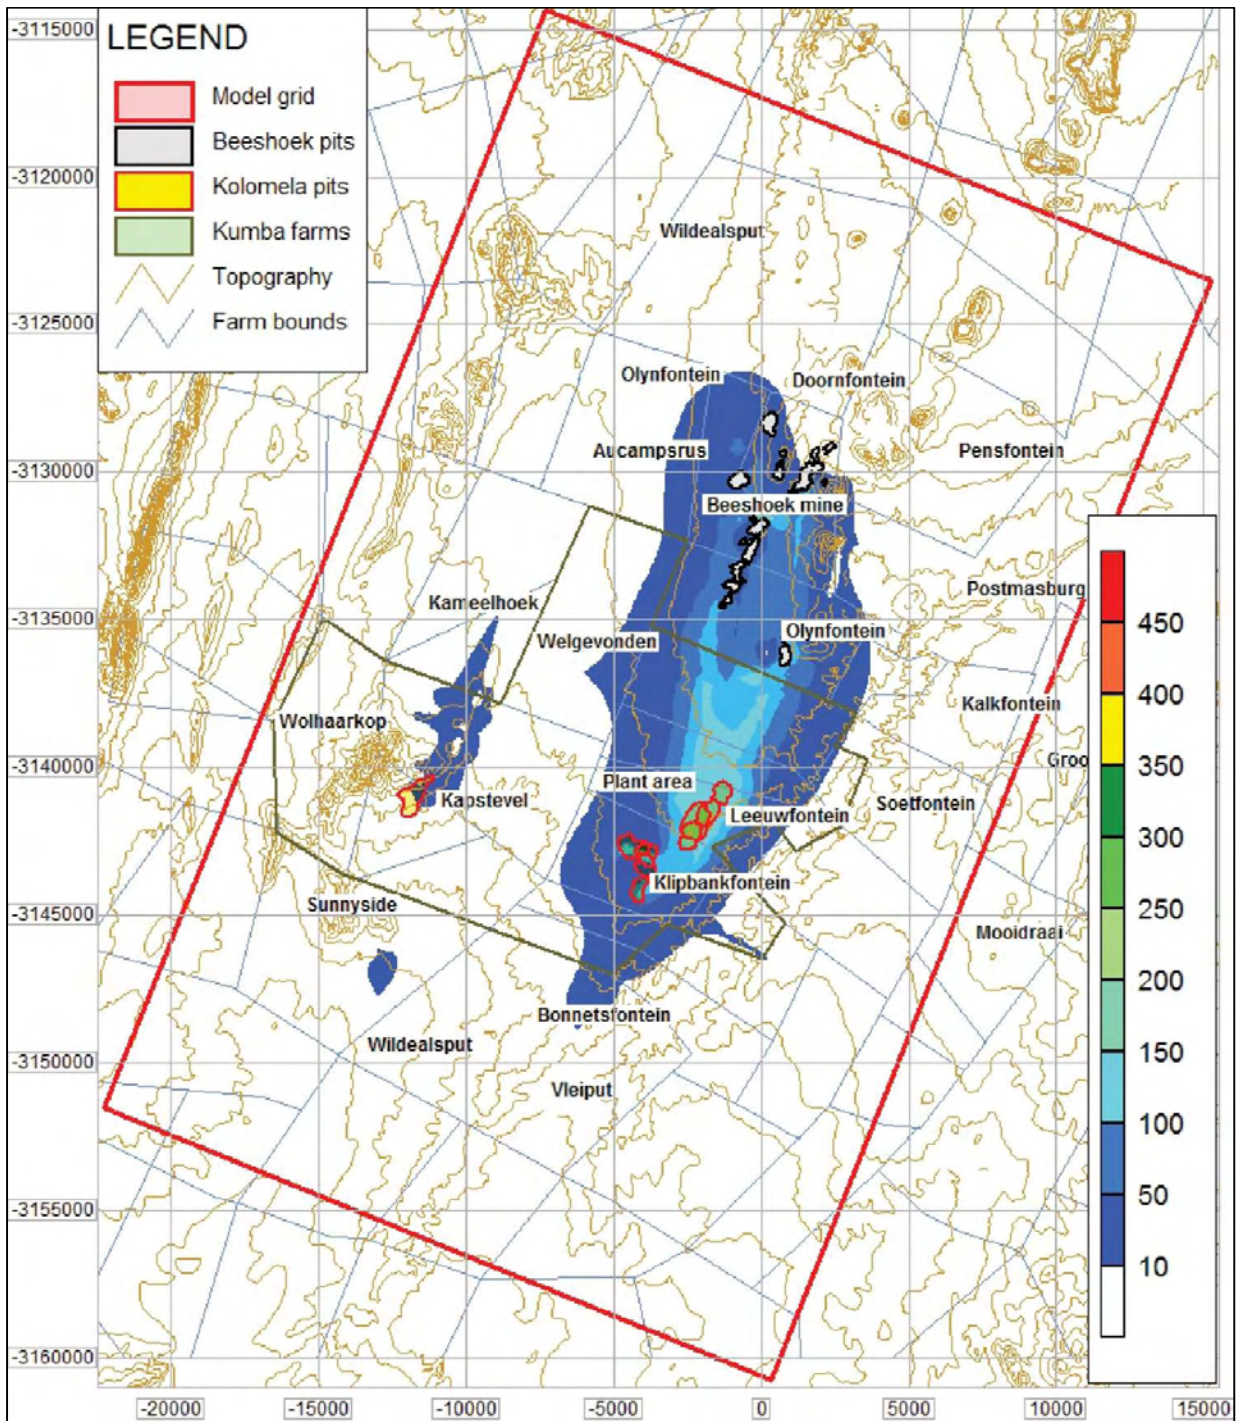 LEGEND
Model grid
Beeshoek pits
Kolomela pits
Kumba farms
Topography
Farm bounds
-3115000
-3120000
-3125000
-3130000
-3135000
-3140000
-3145000
-3150000
-3155000
-3160000
Wildealsput
Olynfontein
Doornfontein
Aucampsrus
Pensfontein
Beeshoek mine
Postmasburg
Kameelhoek
Olynfontein
Welgevonden
Kalkfontein
Wolhaarkop
Groo
Plant area
Kapstevel
Soetfontein
Leeuwfontein
Klipbankfontein
Sunnyside
Mooidraai
Bonnetsfontein
Wildealsput
Vleiput
450
400
350
300
250
200
150
100
50
10
-20000 -15000 -10000 -5000 0 5000 10000 15000